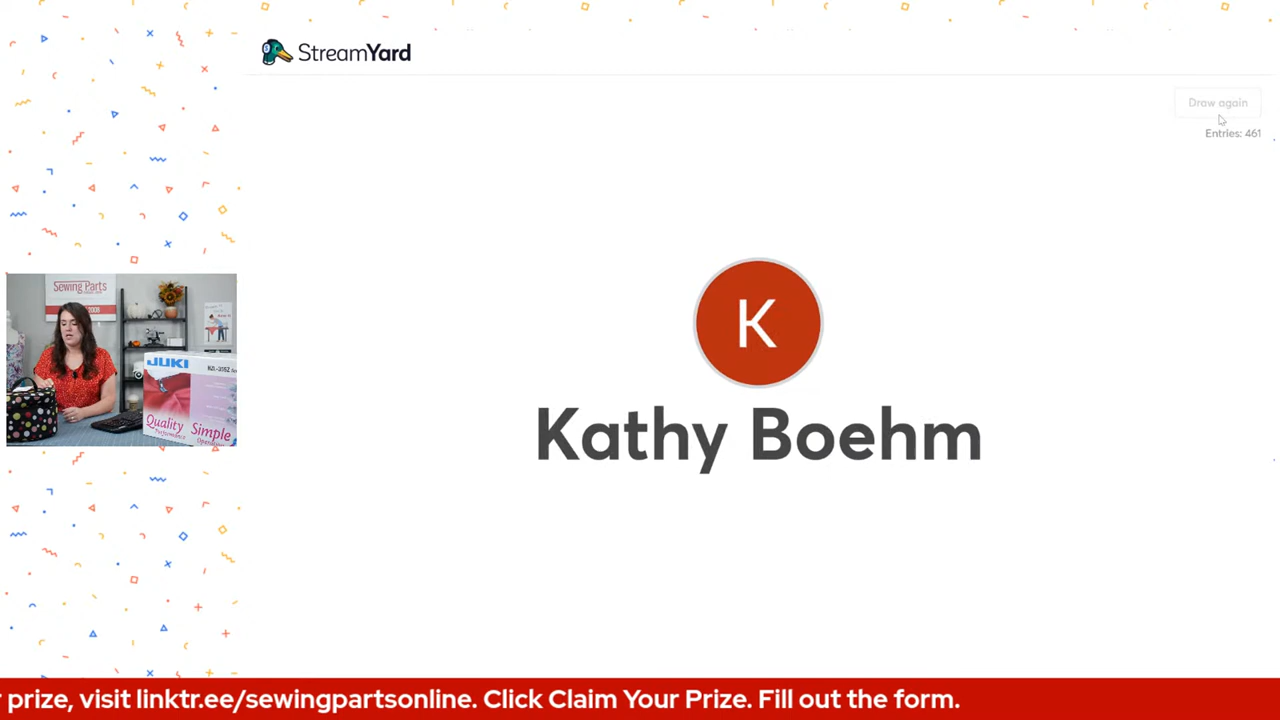 StreamYard
Draw again
Entries: 461
K
Kathy Boehm
Sewing Parts
JUKI
Quality
Simple
r prize, visit linktr.ee/sewingpartsonline. Click Claim Your Prize. Fill out the form.